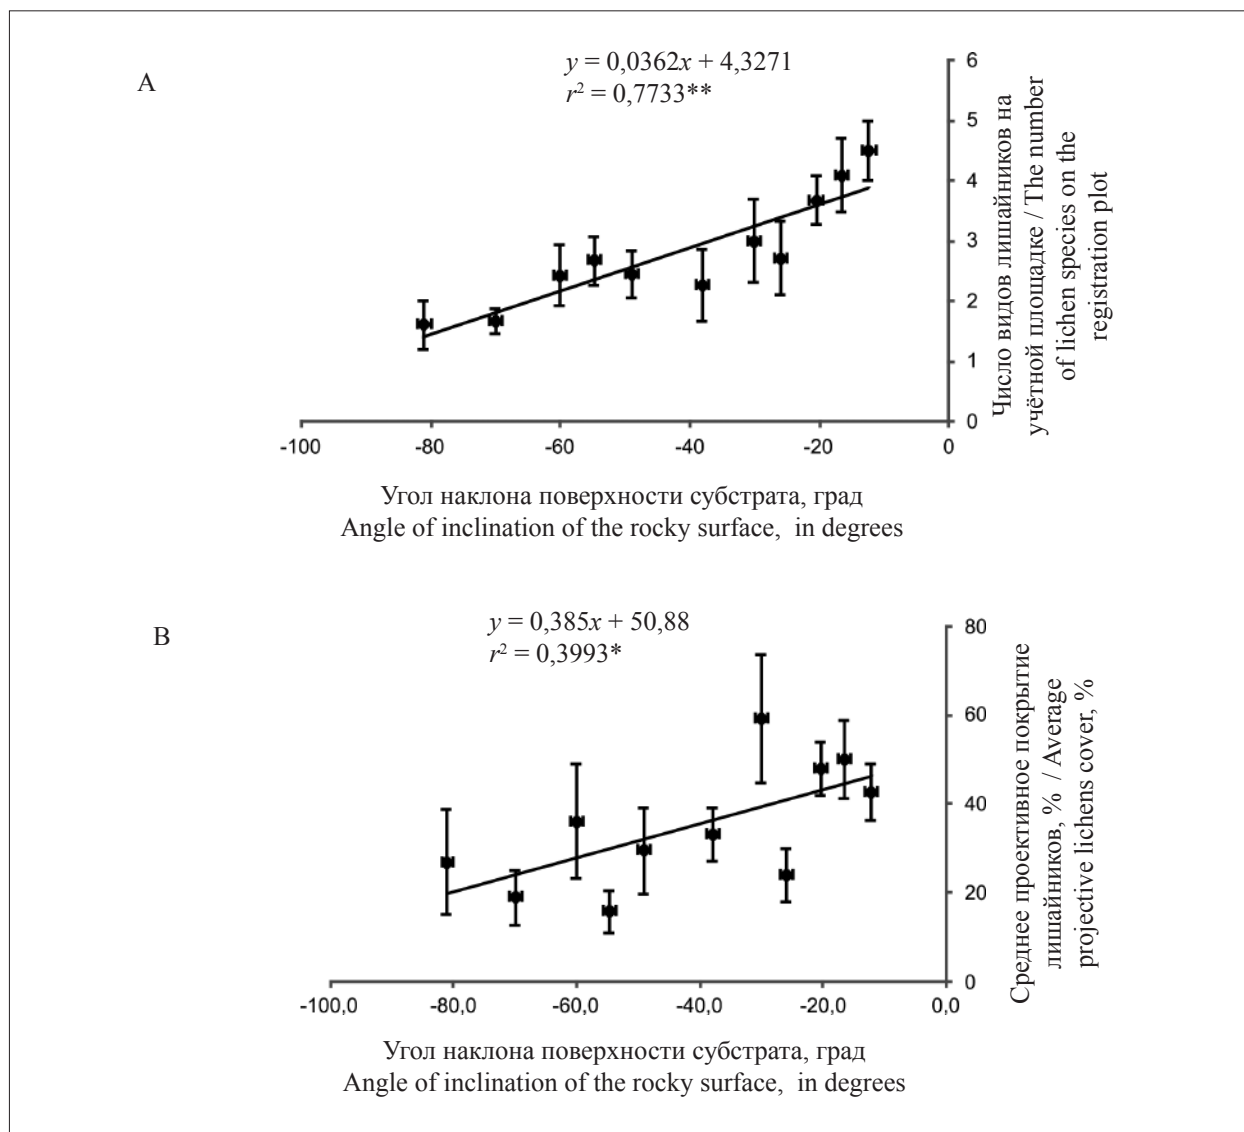 A
y = 0,0362x + 4,3271
r² = 0,7733**
6
5
4
3
2
1
0
Число видов лишайников на
учётной площадке / The number
of lichen species on the
registration plot
-100
-80
-60
-40
-20
0
Угол наклона поверхности субстрата, град
Angle of inclination of the rocky surface, in degrees
B
y = 0,385x + 50,88
r² = 0,3993*
80
60
40
20
0
Среднее проективное покрытие
лишайников, % / Average
projective lichens cover, %
-100,0
-80,0
-60,0
-40,0
-20,0
0,0
Угол наклона поверхности субстрата, град
Angle of inclination of the rocky surface, in degrees